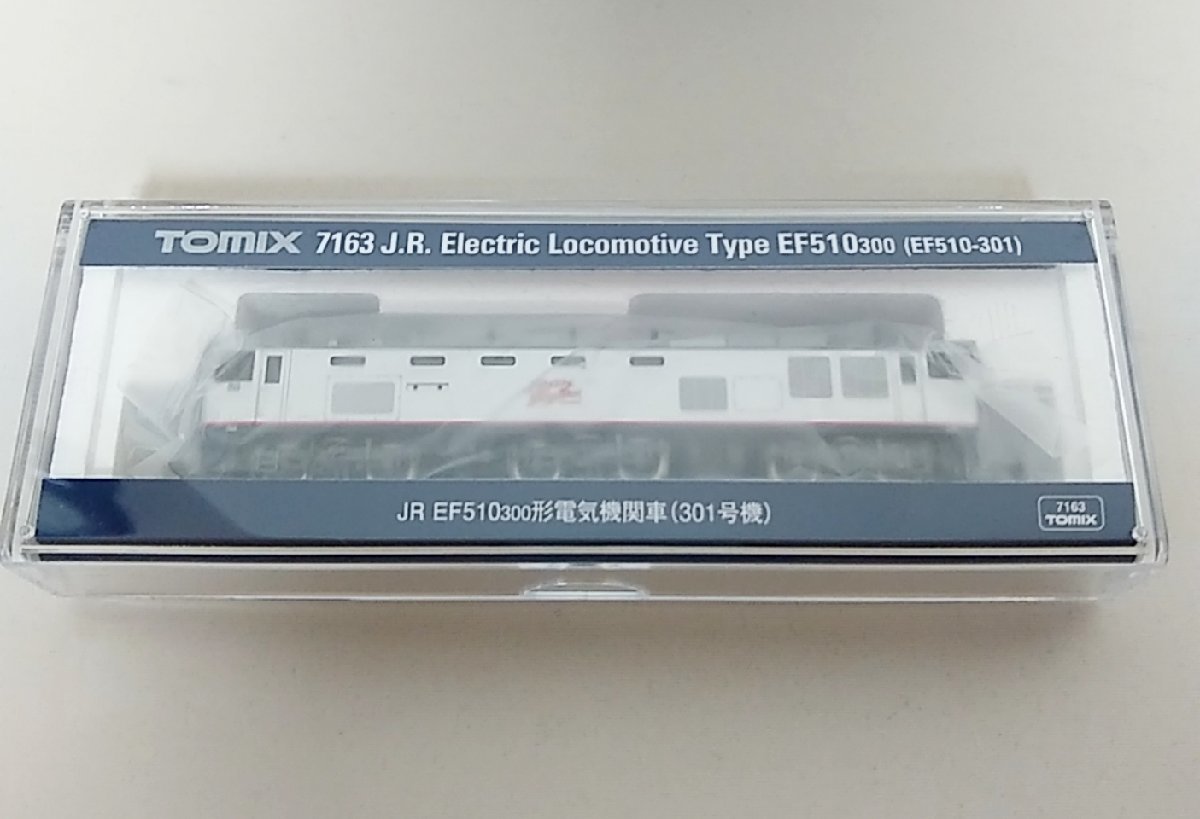 TOMIX 7163 J.R. Electric Locomotive Type EF510300 (EF510-301)
JR EF510300形電気機関車(301号機)
7163
TOMIX